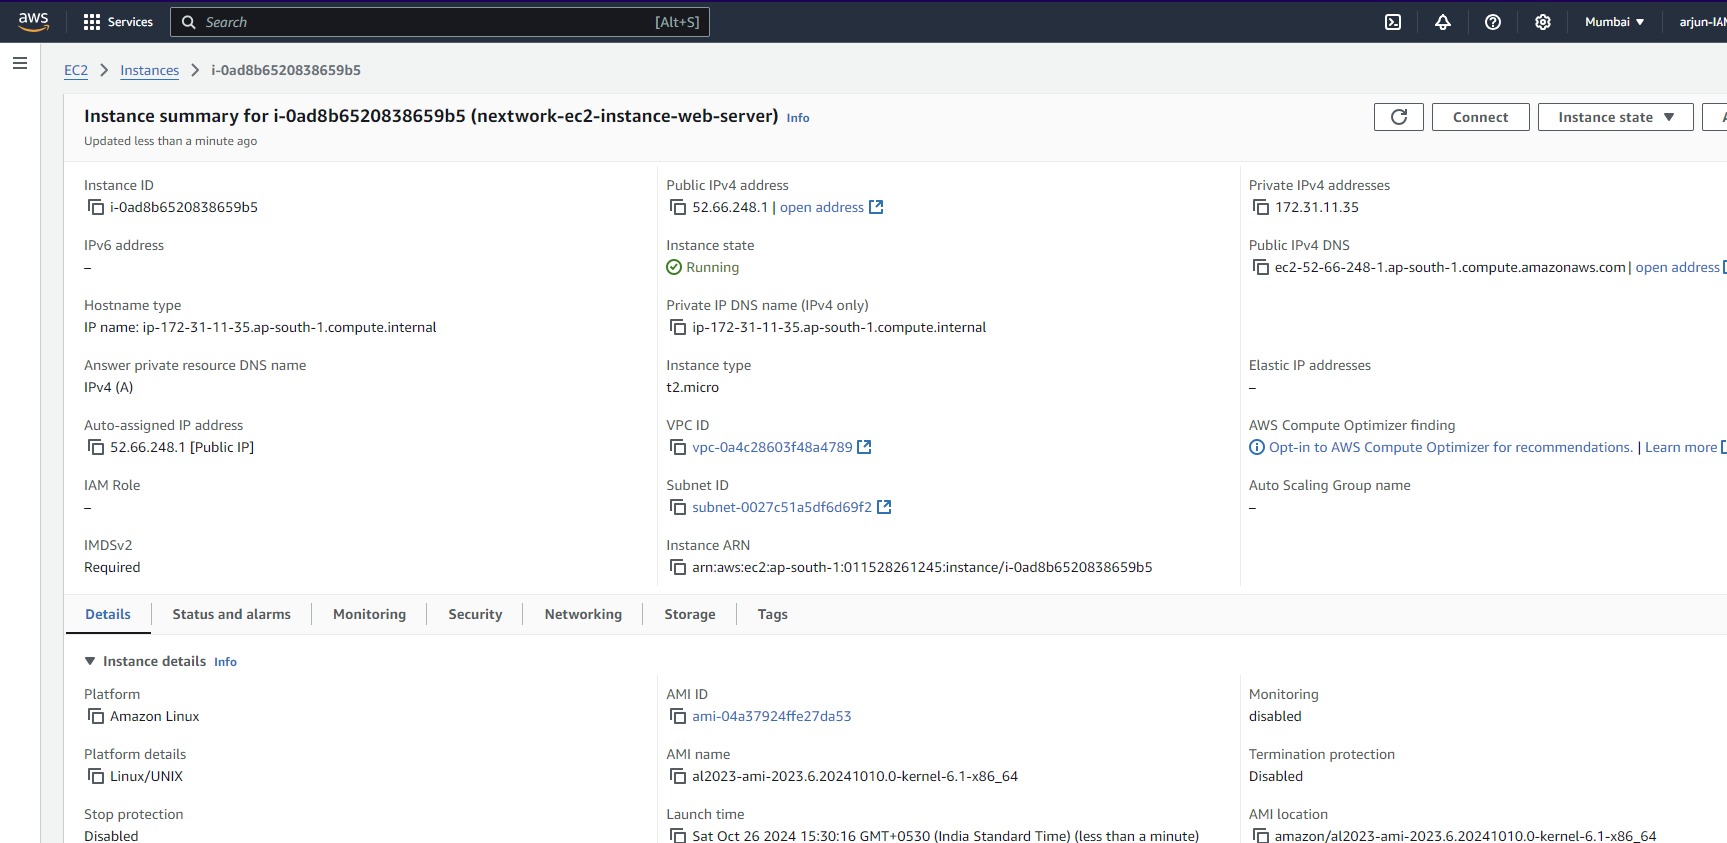 aws Services Search [Alt+S] Mumbai ▼ arjun-IAM
EC2 > Instances > i-0ad8b6520838659b5
Instance summary for i-0ad8b6520838659b5 (nextwork-ec2-instance-web-server) Info
Connect Instance state ▼
Updated less than a minute ago
Instance ID Public IPv4 address Private IPv4 addresses
i-0ad8b6520838659b5 52.66.248.1 | open address 172.31.11.35
IPv6 address Instance state Public IPv4 DNS
– Running ec2-52-66-248-1.ap-south-1.compute.amazonaws.com | open address
Hostname type Private IP DNS name (IPv4 only)
IP name: ip-172-31-11-35.ap-south-1.compute.internal ip-172-31-11-35.ap-south-1.compute.internal
Answer private resource DNS name Instance type Elastic IP addresses
IPv4 (A) t2.micro –
Auto-assigned IP address VPC ID AWS Compute Optimizer finding
52.66.248.1 [Public IP] vpc-0a4c28603f48a4789 Opt-in to AWS Compute Optimizer for recommendations. | Learn more
IAM Role Subnet ID Auto Scaling Group name
– subnet-0027c51a5df6d69f2 –
IMDSv2 Instance ARN
Required arn:aws:ec2:ap-south-1:011528261245:instance/i-0ad8b6520838659b5
Details Status and alarms Monitoring Security Networking Storage Tags
▼ Instance details Info
Platform AMI ID Monitoring
Amazon Linux ami-04a37924ffe27da53 disabled
Platform details AMI name Termination protection
Linux/UNIX al2023-ami-2023.6.20241010.0-kernel-6.1-x86_64 Disabled
Stop protection Launch time AMI location
Disabled Sat Oct 26 2024 15:30:16 GMT+0530 (India Standard Time) (less than a minute) amazon/al2023-ami-2023.6.20241010.0-kernel-6.1-x86_64